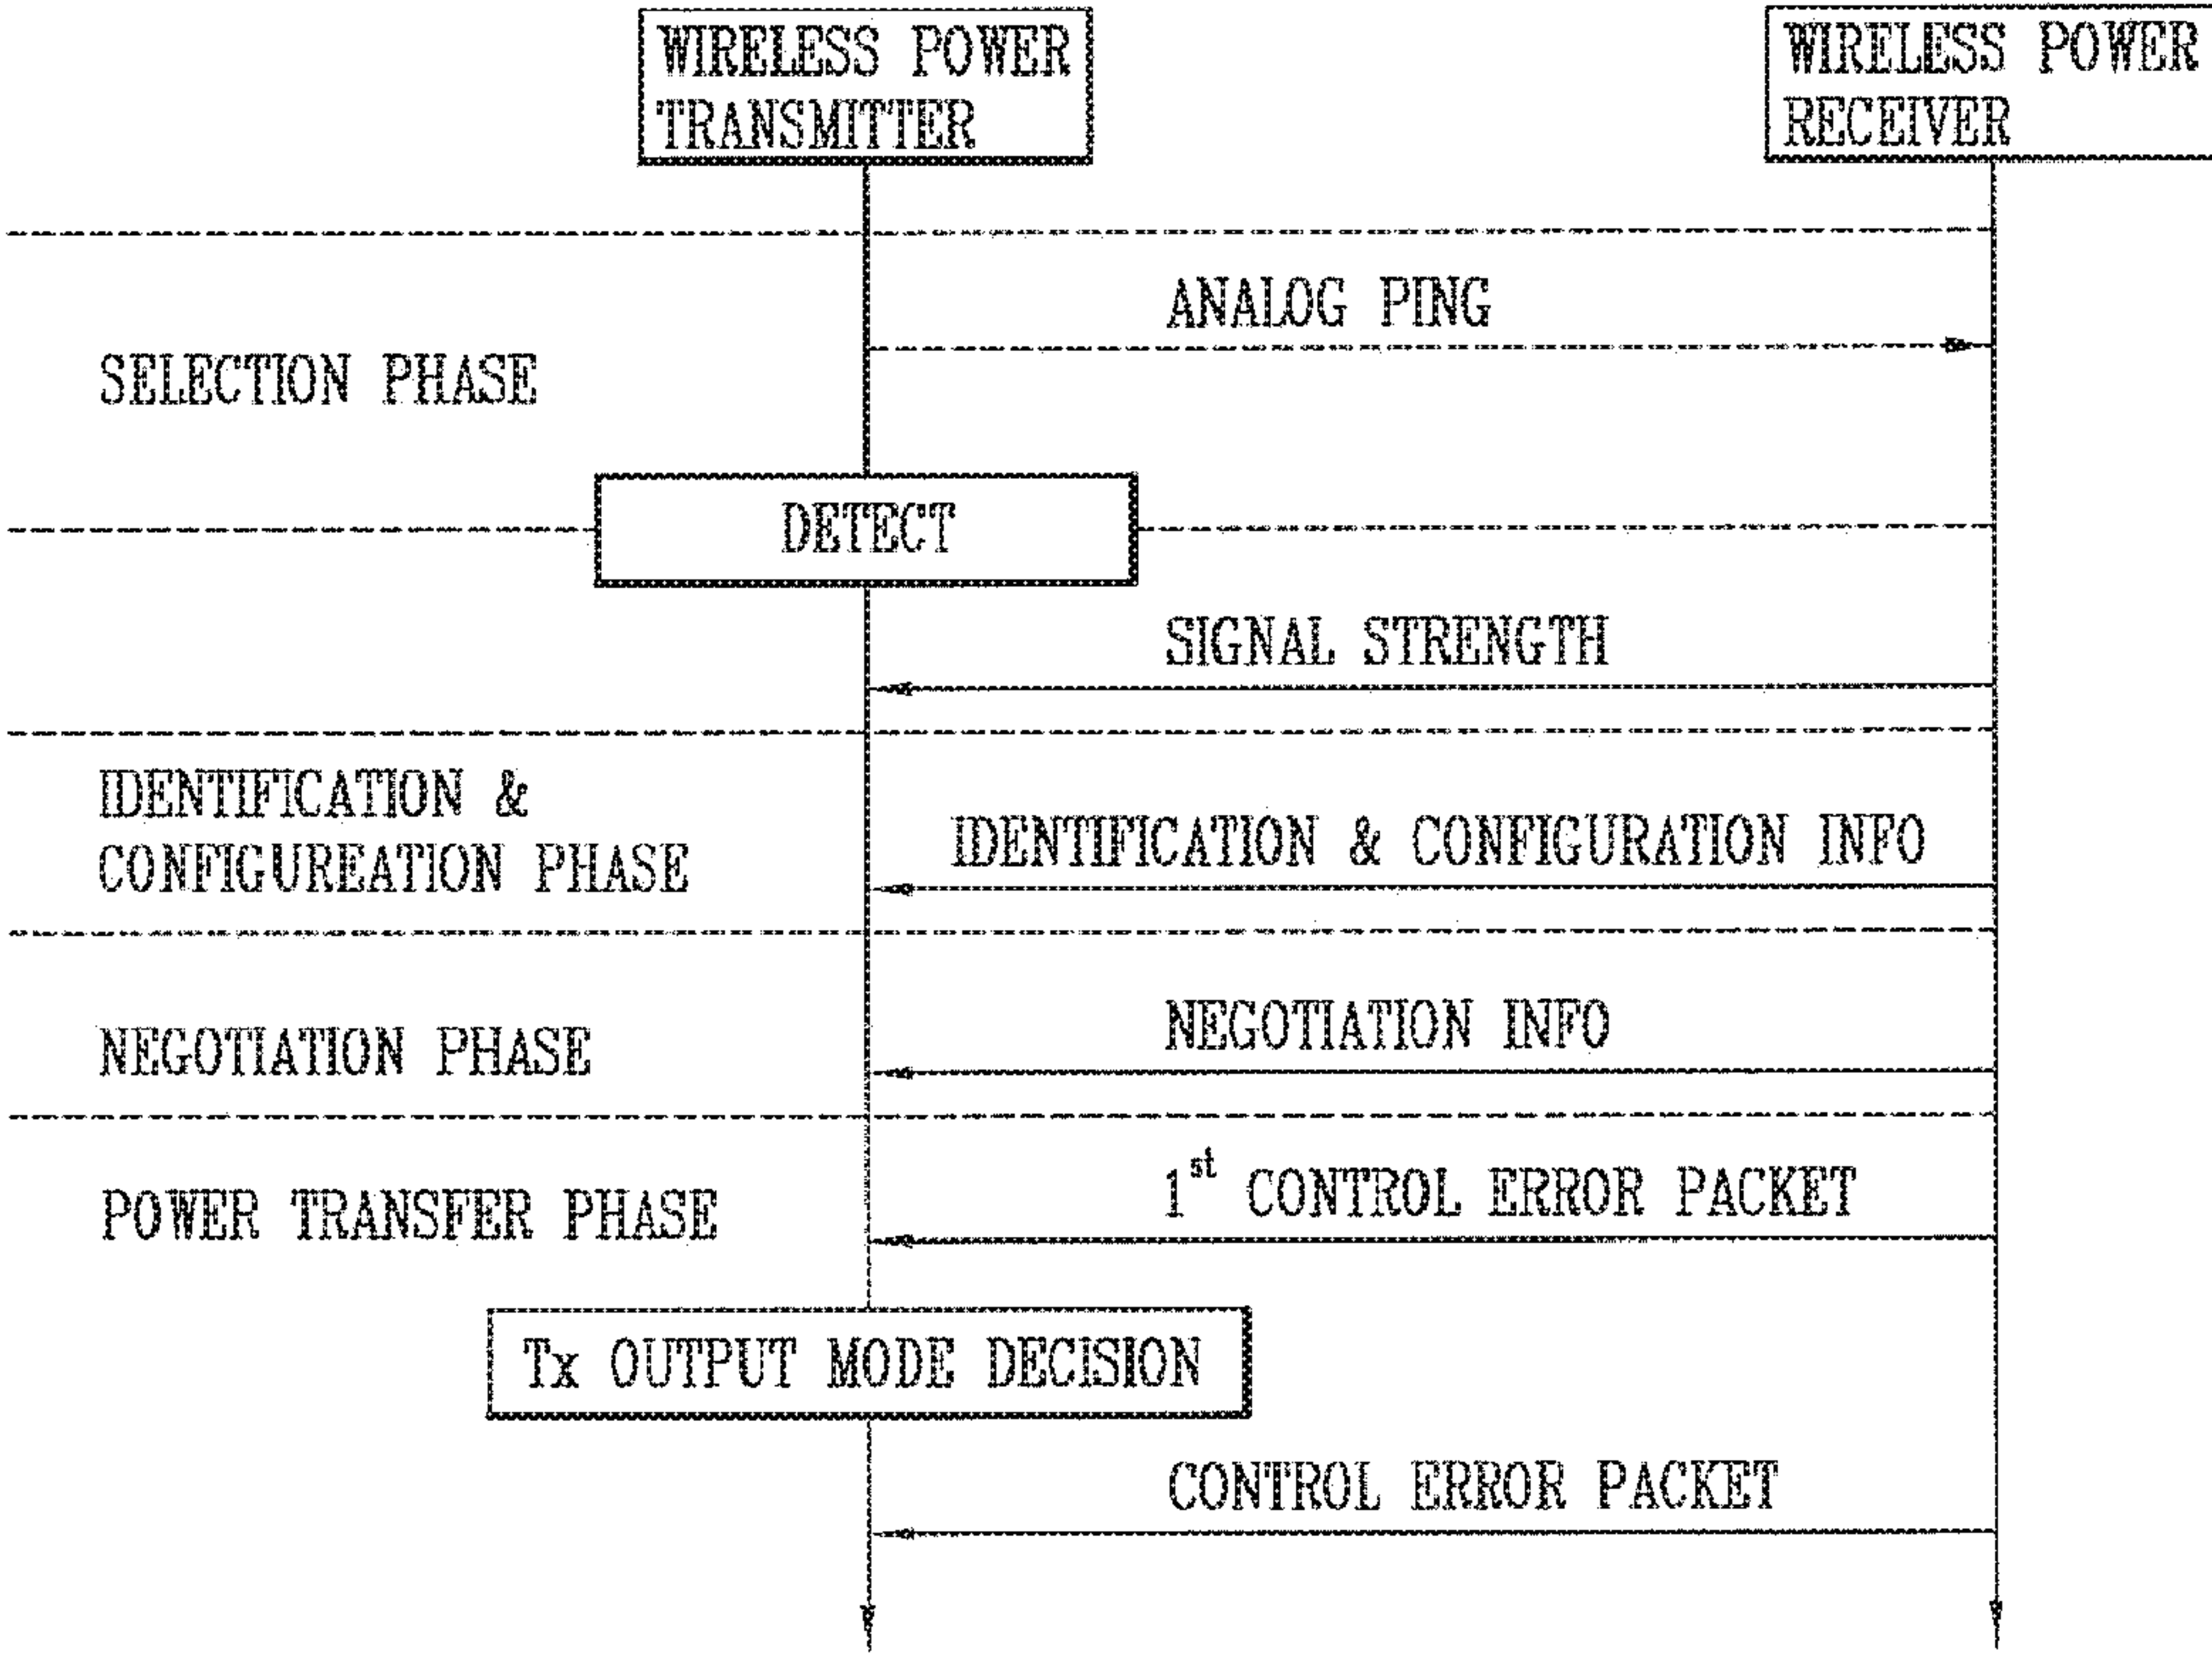 WIRELESS POWER
TRANSMITTER
WIRELESS POWER
RECEIVER
ANALOG PING
SELECTION PHASE
DETECT
SIGNAL STRENGTH
IDENTIFICATION &
CONFIGUREATION PHASE
IDENTIFICATION & CONFIGURATION INFO
NEGOTIATION INFO
NEGOTIATION PHASE
1st CONTROL ERROR PACKET
POWER TRANSFER PHASE
Tx OUTPUT MODE DECISION
CONTROL ERROR PACKET